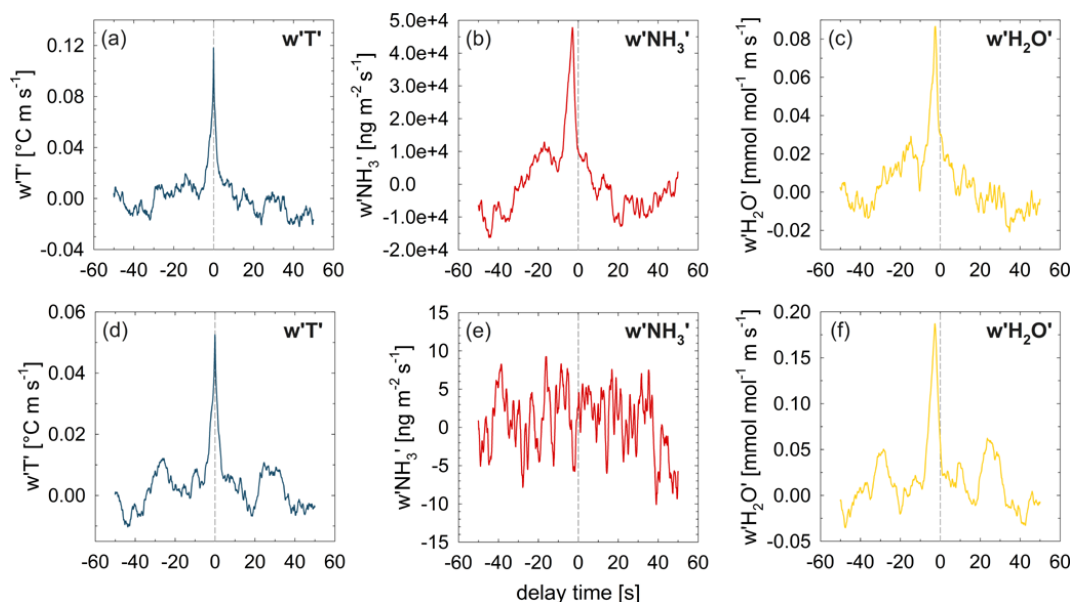 (a) w'T'
w'T' [°C m s⁻¹]
0.12
0.08
0.04
0.00
-0.04
-60 -40 -20 0 20 40 60
(b) w'NH₃'
w'NH₃' [ng m⁻² s⁻¹]
5.0e+4
4.0e+4
3.0e+4
2.0e+4
1.0e+4
0.0
-1.0e+4
-2.0e+4
-60 -40 -20 0 20 40 60
(c) w'H₂O'
w'H₂O' [mmol mol⁻¹ m s⁻¹]
0.08
0.06
0.04
0.02
0.00
-0.02
-60 -40 -20 0 20 40 60
(d) w'T'
w'T' [°C m s⁻¹]
0.06
0.04
0.02
0.00
-60 -40 -20 0 20 40 60
(e) w'NH₃'
w'NH₃' [ng m⁻² s⁻¹]
15
10
5
0
-5
-10
-15
-60 -40 -20 0 20 40 60
delay time [s]
(f) w'H₂O'
w'H₂O' [mmol mol⁻¹ m s⁻¹]
0.20
0.15
0.10
0.05
0.00
-0.05
-60 -40 -20 0 20 40 60